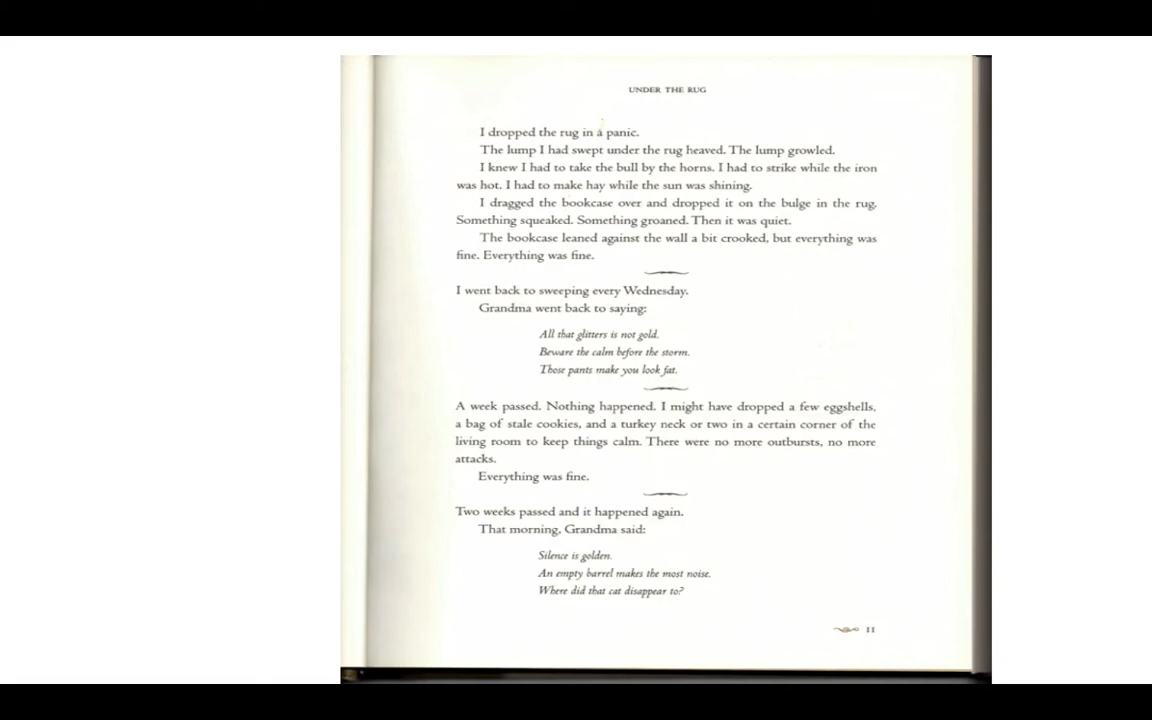 UNDER THE RUG
I dropped the rug in a panic.
The lump I had swept under the rug heaved. The lump growled.
I knew I had to take the bull by the horns. I had to strike while the iron
was hot. I had to make hay while the sun was shining.
I dragged the bookcase over and dropped it on the bulge in the rug.
Something squeaked. Something groaned. Then it was quiet.
The bookcase leaned against the wall a bit crooked, but everything was
fine. Everything was fine.
I went back to sweeping every Wednesday.
Grandma went back to saying:
All that glitters is not gold.
Beware the calm before the storm.
Those pants make you look fat.
A week passed. Nothing happened. I might have dropped a few eggshells,
a bag of stale cookies, and a turkey neck or two in a certain corner of the
living room to keep things calm. There were no more outbursts, no more
attacks.
Everything was fine.
Two weeks passed and it happened again.
That morning, Grandma said:
Silence is golden.
An empty barrel makes the most noise.
Where did that cat disappear to?
11